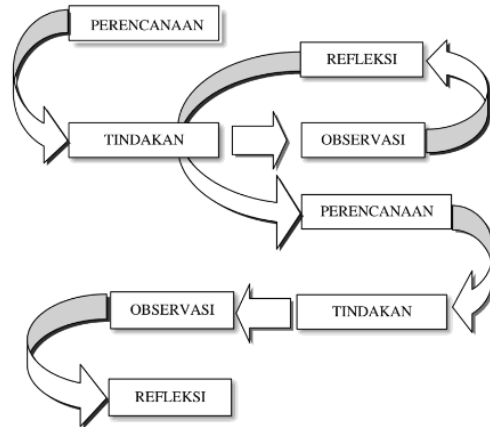 PERENCANAAN
REFLEKSI
TINDAKAN
OBSERVASI
PERENCANAAN
OBSERVASI
TINDAKAN
REFLEKSI